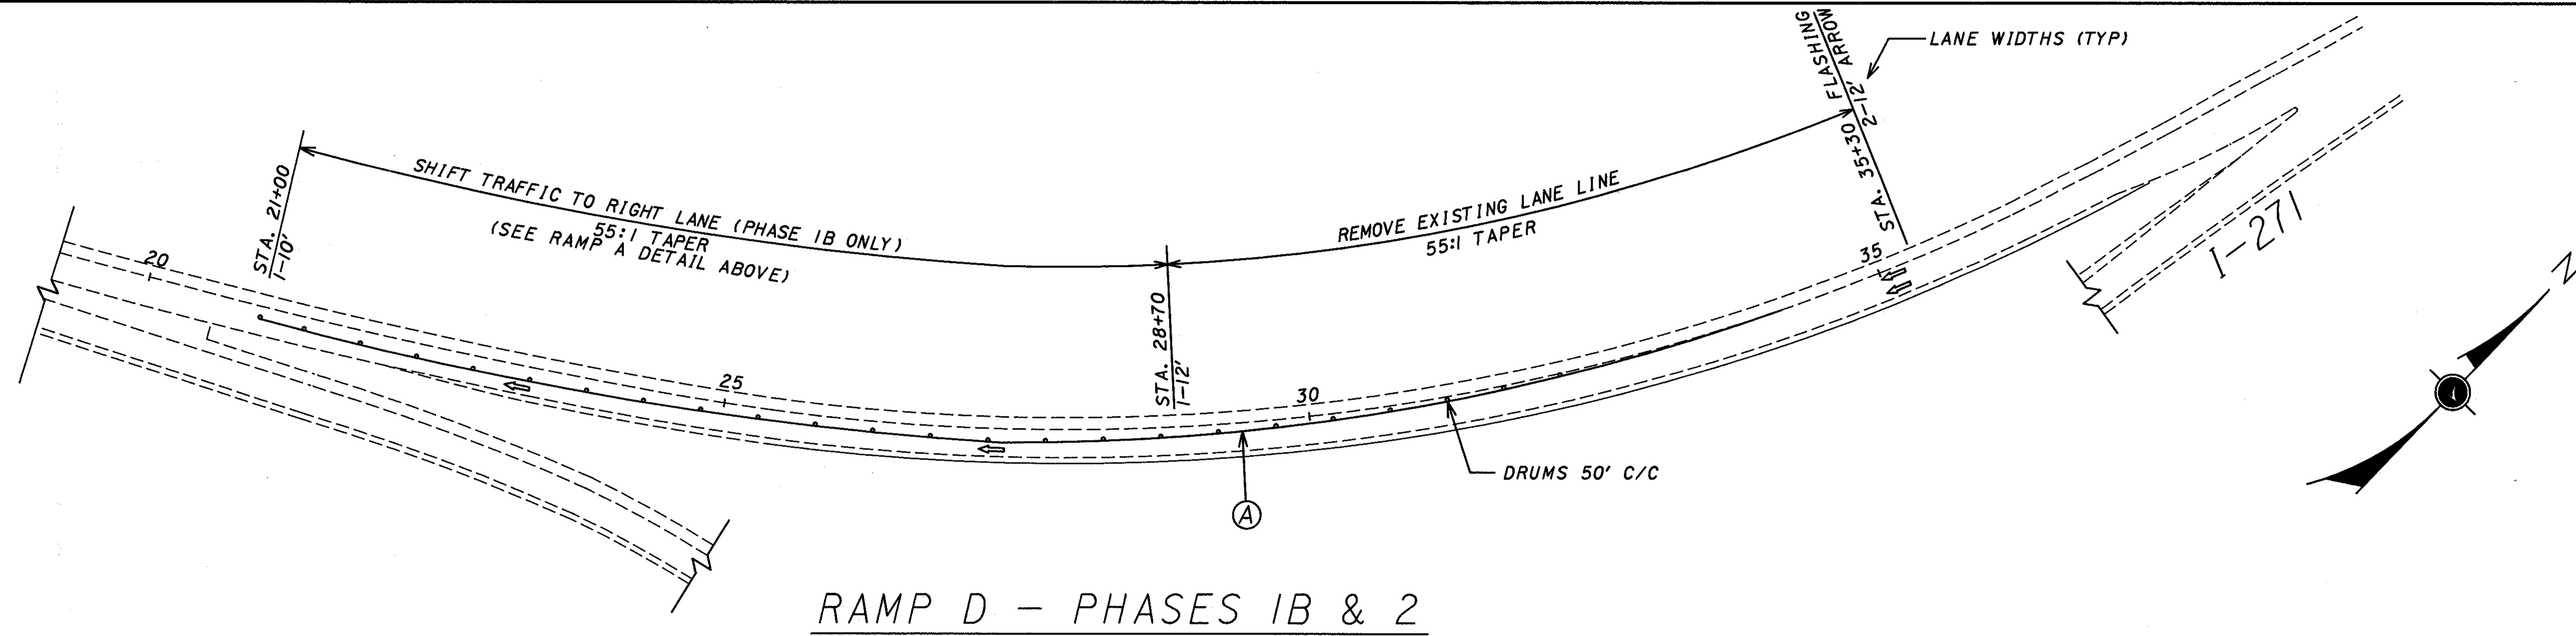 FLASHING
ARROW
2-12'
STA. 35+30
LANE WIDTHS (TYP)
STA. 21+00
1-10'
SHIFT TRAFFIC TO RIGHT LANE (PHASE 1B ONLY)
55:1 TAPER
(SEE RAMP A DETAIL ABOVE)
REMOVE EXISTING LANE LINE
55:1 TAPER
STA. 28+70
1-12'
20
25
30
35
I-271
N
DRUMS 50' C/C
A
RAMP D - PHASES 1B & 2